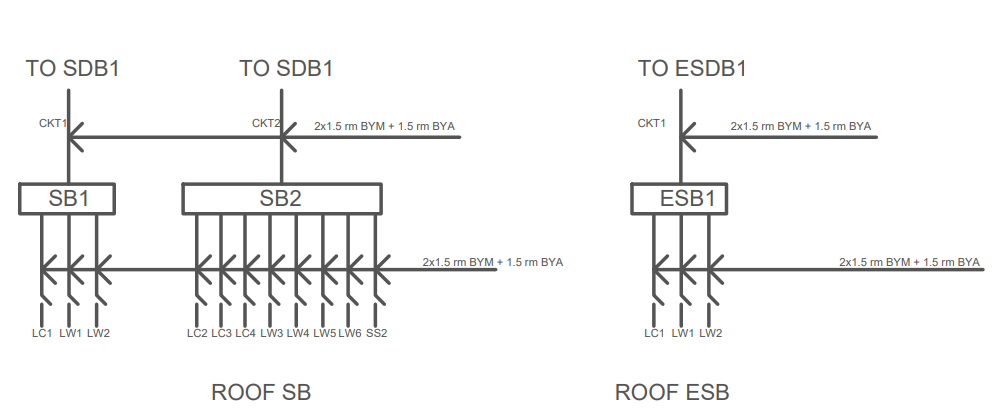 TO SDB1 TO SDB1 TO ESDB1
CKT1 CKT2 2x1.5 rm BYM + 1.5 rm BYA CKT1 2x1.5 rm BYM + 1.5 rm BYA
SB1 SB2 ESB1
2x1.5 rm BYM + 1.5 rm BYA 2x1.5 rm BYM + 1.5 rm BYA
LC1 LW1 LW2 LC2 LC3 LC4 LW3 LW4 LW5 LW6 SS2 LC1 LW1 LW2
ROOF SB ROOF ESB